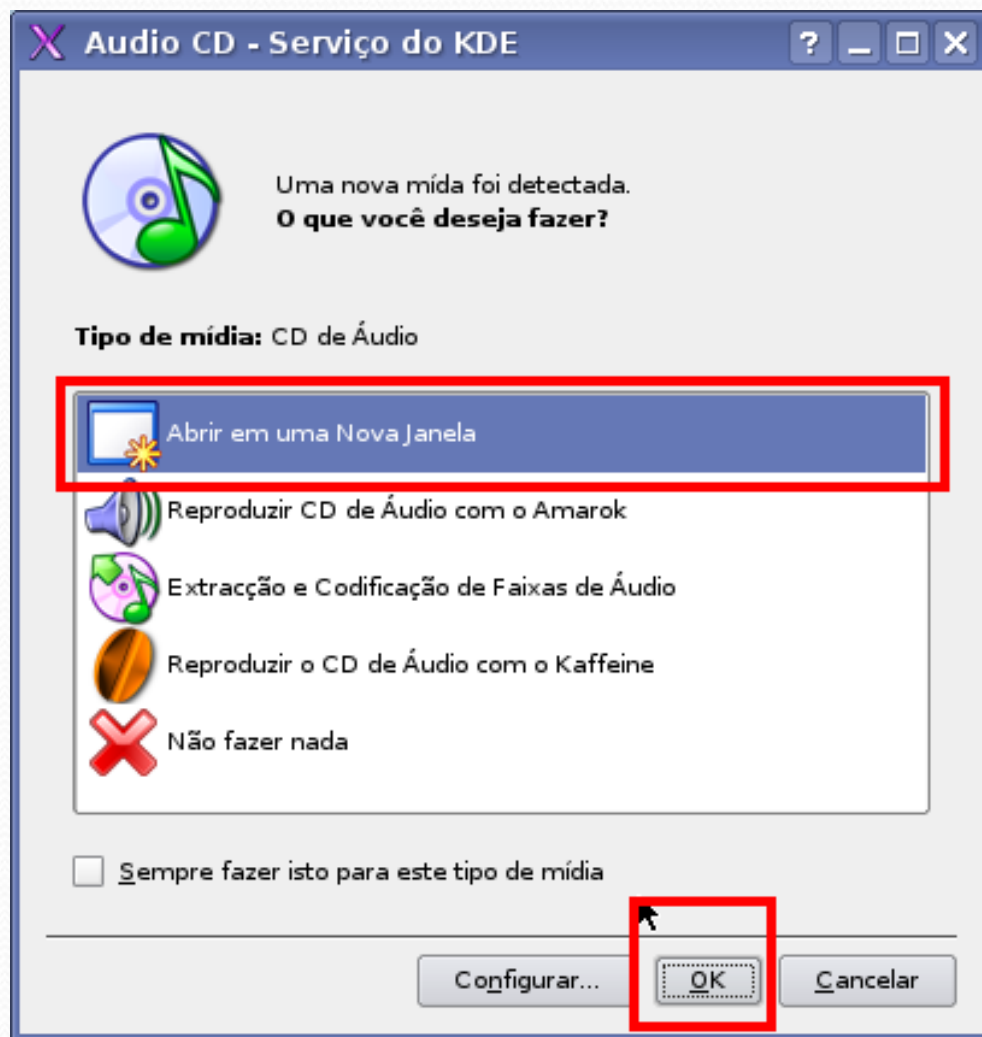 Audio CD - Serviço do KDE
Uma nova mída foi detectada.
O que você deseja fazer?
Tipo de mídia: CD de Áudio
Abrir em uma Nova Janela
Reproduzir CD de Áudio com o Amarok
Extracção e Codificação de Faixas de Áudio
Reproduzir o CD de Áudio com o Kaffeine
Não fazer nada
Sempre fazer isto para este tipo de mídia
Configurar... OK Cancelar